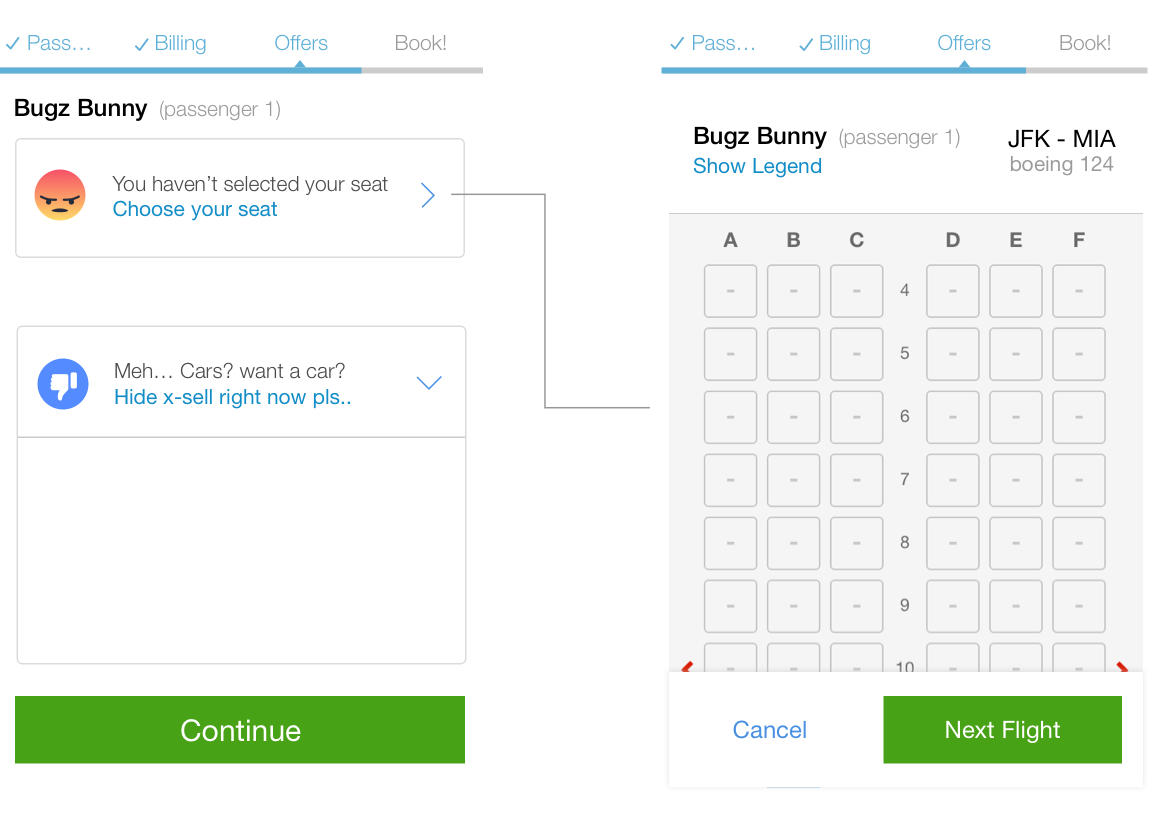 Pass... Billing Offers Book!
Bugz Bunny (passenger 1)
You haven't selected your seat
Choose your seat
Meh... Cars? want a car?
Hide x-sell right now pls..
Continue
Pass... Billing Offers Book!
Bugz Bunny (passenger 1) JFK - MIA
Show Legend boeing 124
A B C D E F
- - - 4 - - -
- - - 5 - - -
- - - 6 - - -
- - - 7 - - -
- - - 8 - - -
- - - 9 - - -
- - - 10 - - -
Cancel Next Flight